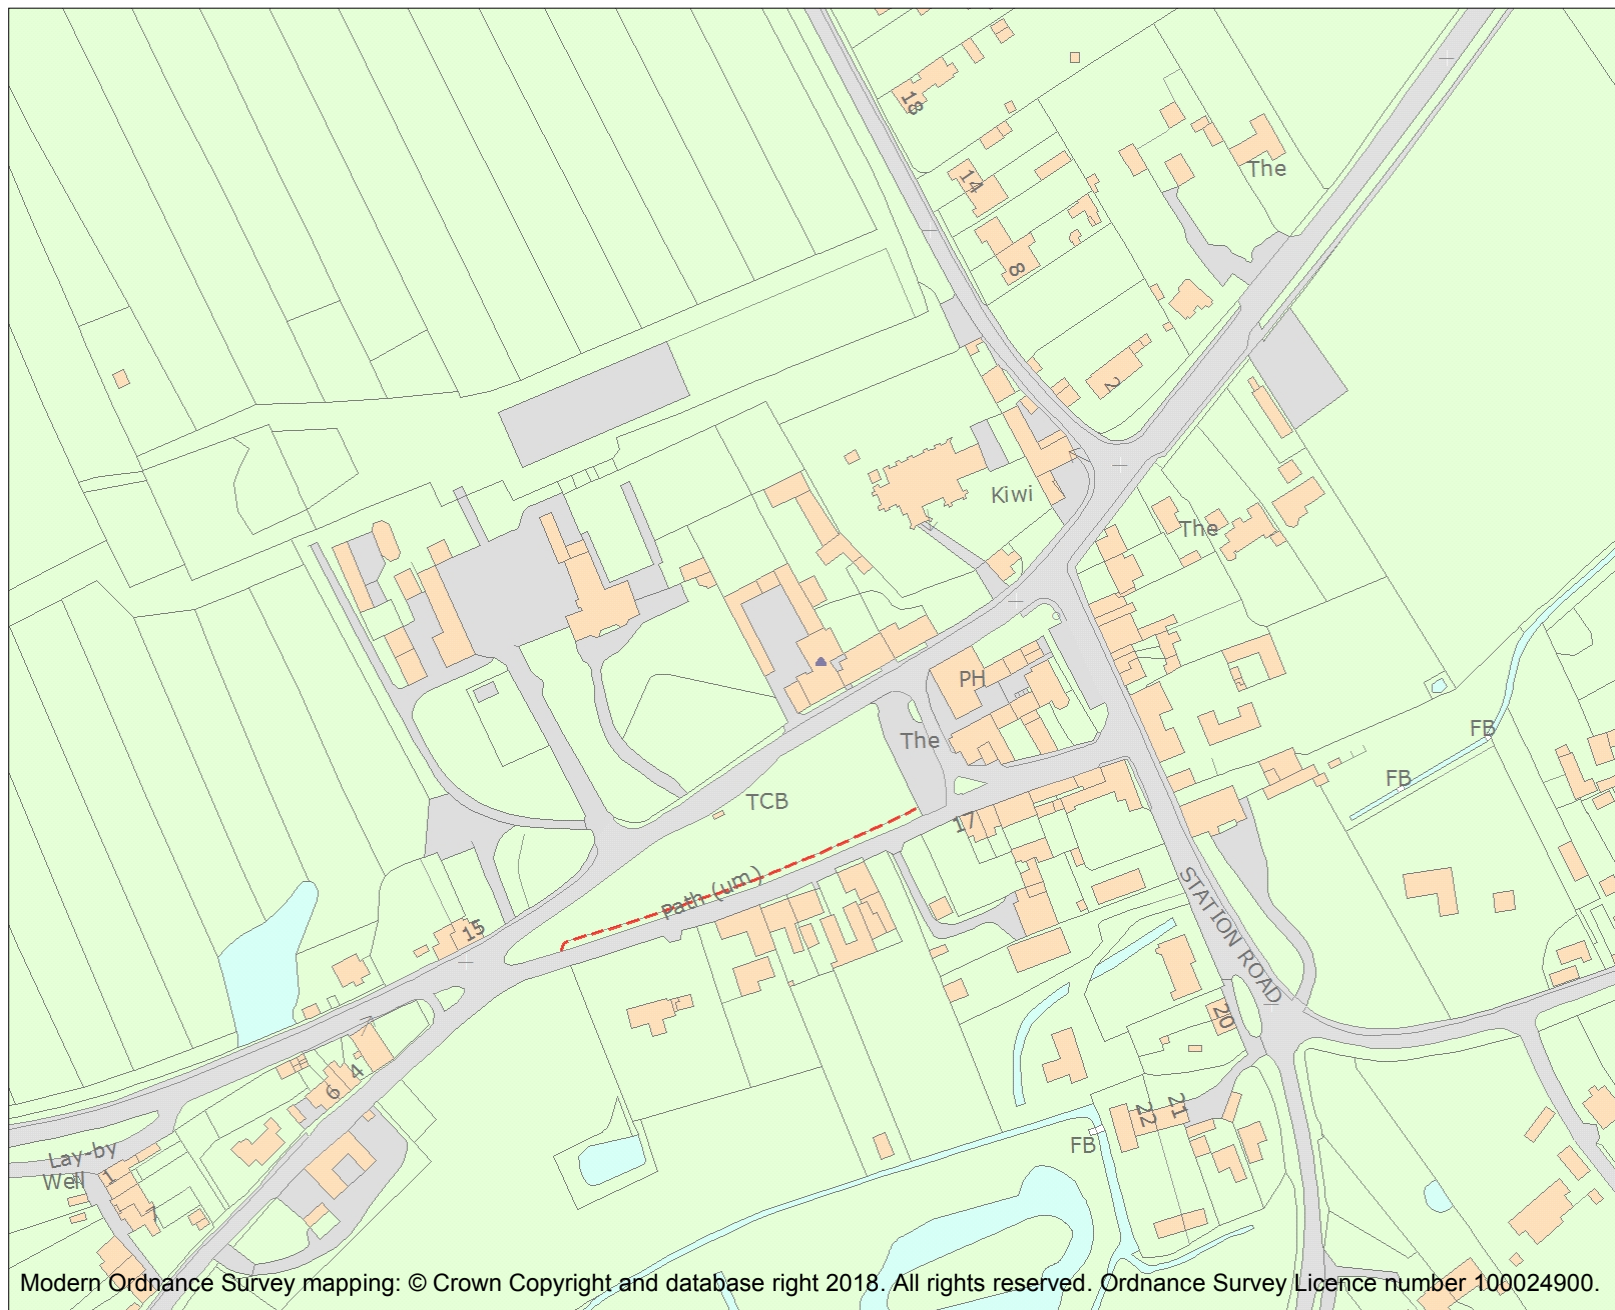 18
The
14
8
2
Kiwi
The
PH
FB
The
FB
TCB
17
Path (um)
STATION ROAD
15
20
7
4
6
21
22
FB
Lay-by
Well
1
7
Modern Ordnance Survey mapping: © Crown Copyright and database right 2018. All rights reserved. Ordnance Survey Licence number 100024900.